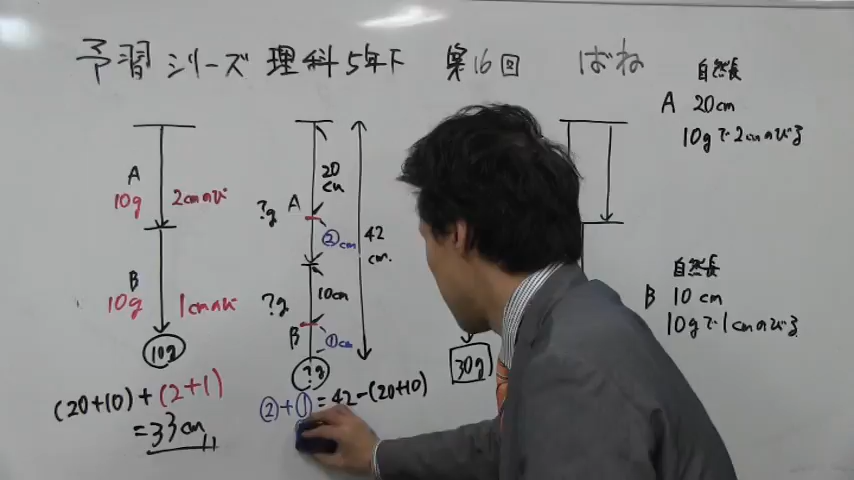 予習シリーズ 理科5年下 第16回 ばね
自然長
A 20cm
10gで2cmのびる
自然長
B 10cm
10gで1cmのびる
A
10g
2cmのび
B
10g
1cmのび
10g
(20+10)+(2+1)
=33cm
20
cm
A
?g
②cm
42
cm.
10cm
?g
B
①cm
?g
②+①=42-(20+10)
30g